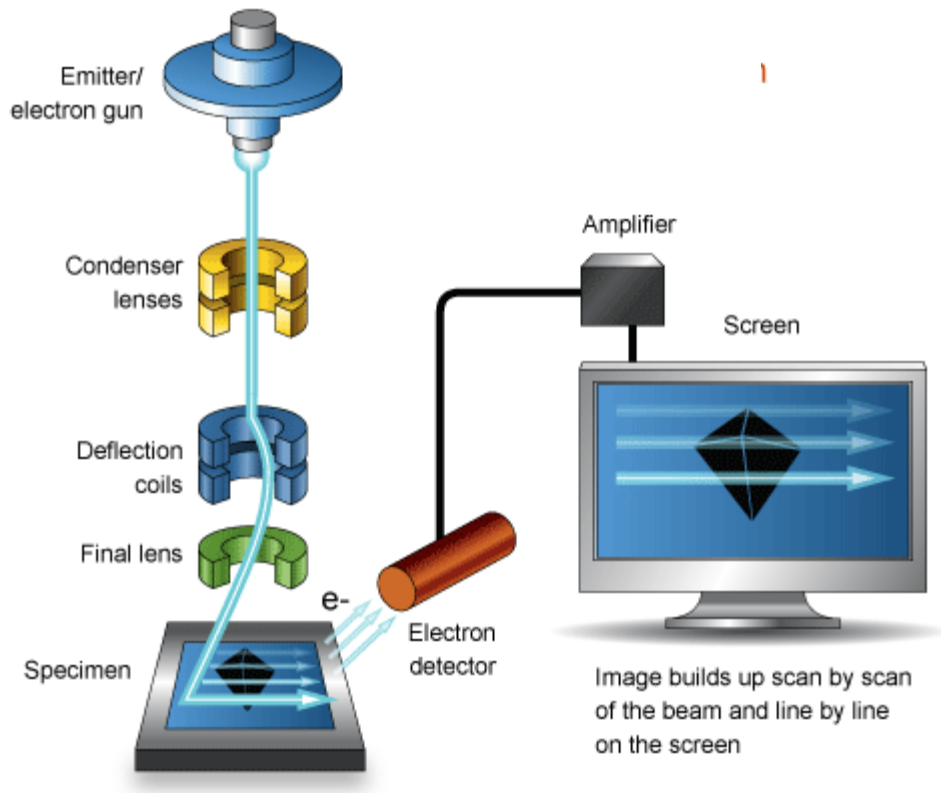 Emitter/
electron gun
Condenser
lenses
Deflection
coils
Final lens
Specimen
e-
Electron
detector
Amplifier
Screen
Image builds up scan by scan
of the beam and line by line
on the screen